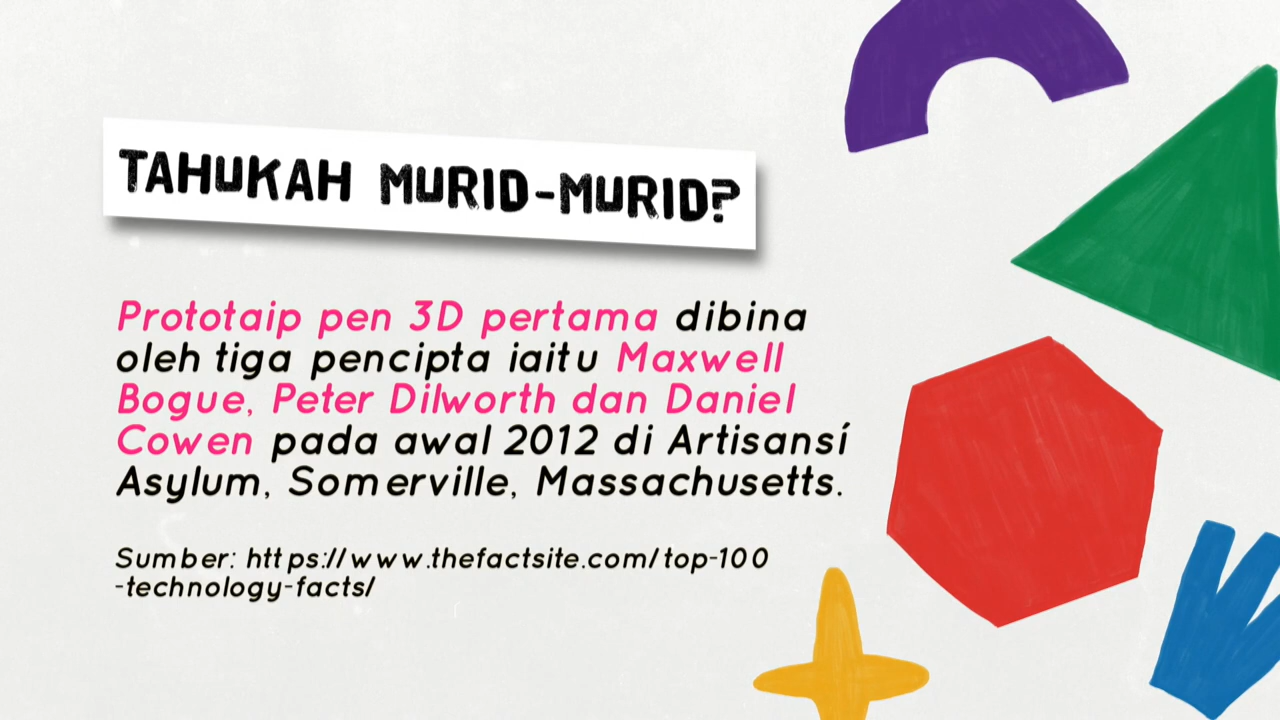 TAHUKAH MURID-MURID?
Prototaip pen 3D pertama dibina
oleh tiga pencipta iaitu Maxwell
Bogue, Peter Dilworth dan Daniel
Cowen pada awal 2012 di Artisansí
Asylum, Somerville, Massachusetts.
Sumber: https://www.thefactsite.com/top-100
-technology-facts/